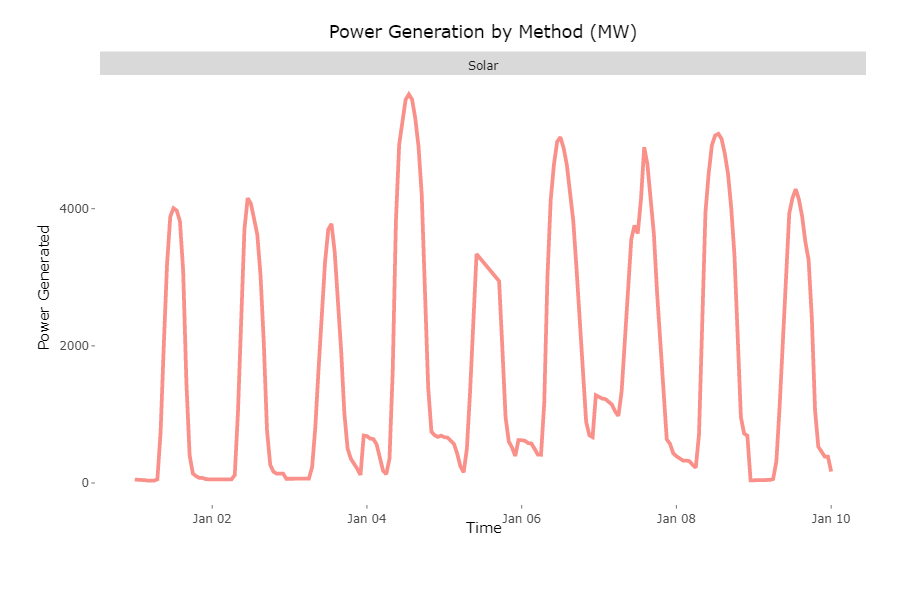 Power Generation by Method (MW)
Solar
Power Generated
4000
2000
0
Jan 02
Jan 04
Jan 06
Jan 08
Jan 10
Time